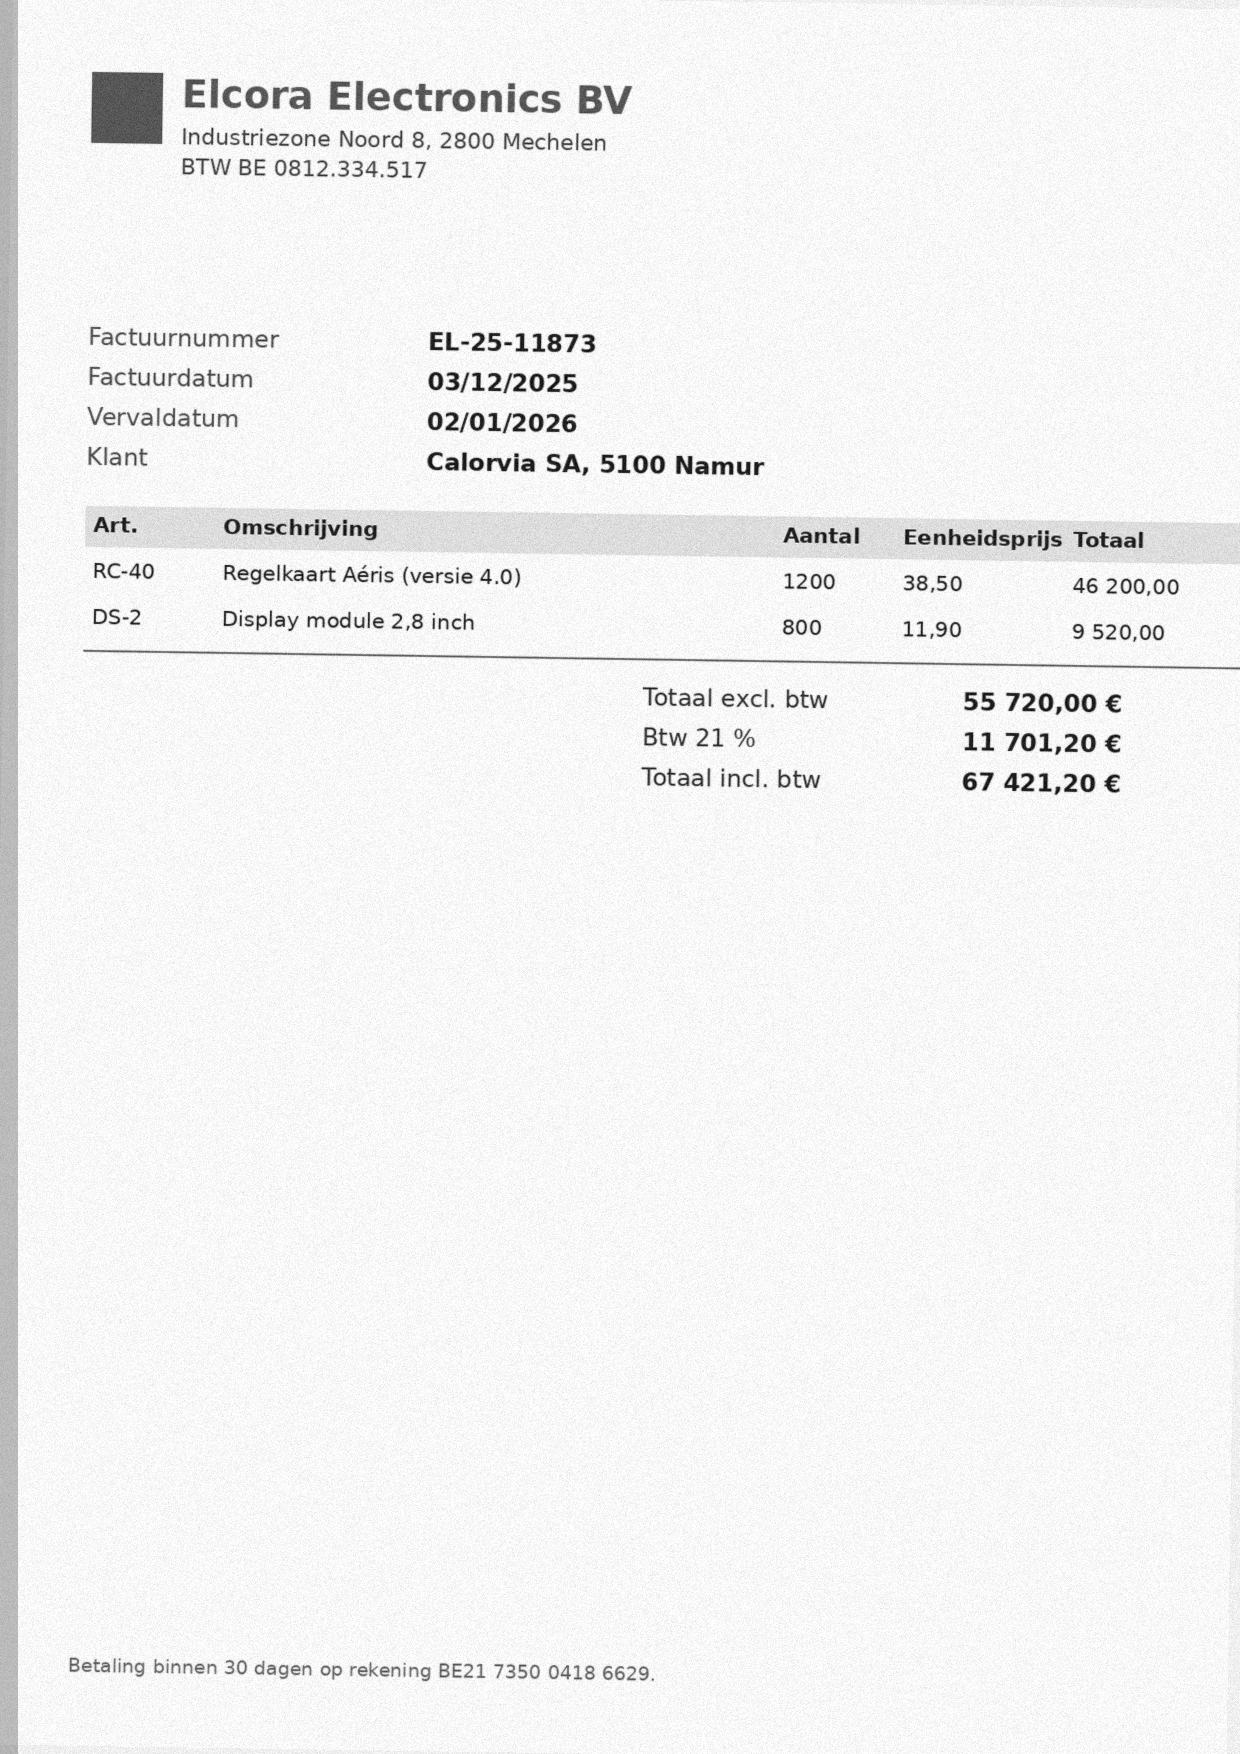 Elcora Electronics BV
Industriezone Noord 8, 2800 Mechelen
BTW BE 0812.334.517
Factuurnummer EL-25-11873
Factuurdatum 03/12/2025
Vervaldatum 02/01/2026
Klant Calorvia SA, 5100 Namur
Art. Omschrijving Aantal Eenheidsprijs Totaal
RC-40 Regelkaart Aéris (versie 4.0) 1200 38,50 46 200,00
DS-2 Display module 2,8 inch 800 11,90 9 520,00
Totaal excl. btw 55 720,00 €
Btw 21 % 11 701,20 €
Totaal incl. btw 67 421,20 €
Betaling binnen 30 dagen op rekening BE21 7350 0418 6629.